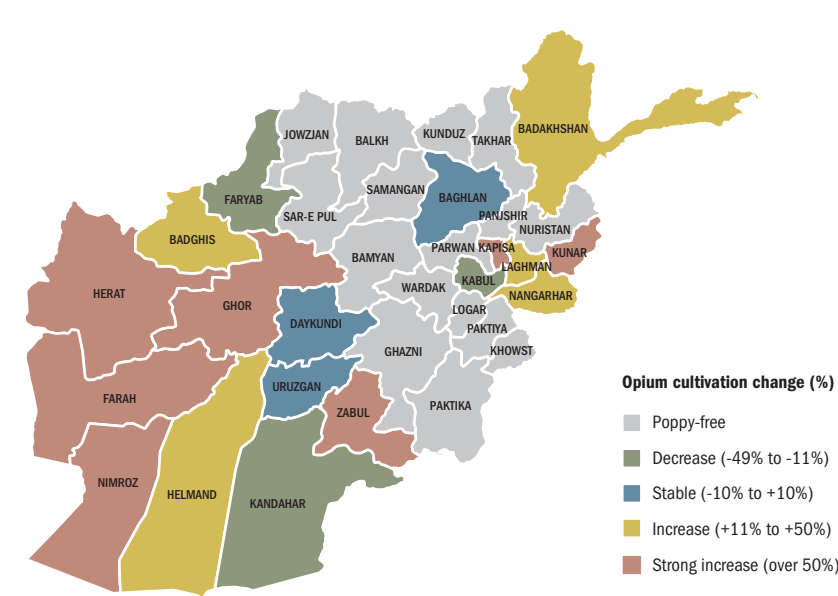 BADAKHSHAN
JOWZJAN
BALKH
KUNDUZ
TAKHAR
SAMANGAN
BAGHLAN
FARYAB
SAR-E PUL
PANJSHIR
NURISTAN
BADGHIS
PARWAN
KAPISA
KUNAR
BAMYAN
LAGHMAN
KABUL
WARDAK
HERAT
NANGARHAR
GHOR
LOGAR
DAYKUNDI
PAKTIYA
GHAZNI
KHOWST
URUZGAN
FARAH
ZABUL
PAKTIKA
NIMROZ
HELMAND
KANDAHAR
Opium cultivation change (%)
Poppy-free
Decrease (-49% to -11%)
Stable (-10% to +10%)
Increase (+11% to +50%)
Strong increase (over 50%)